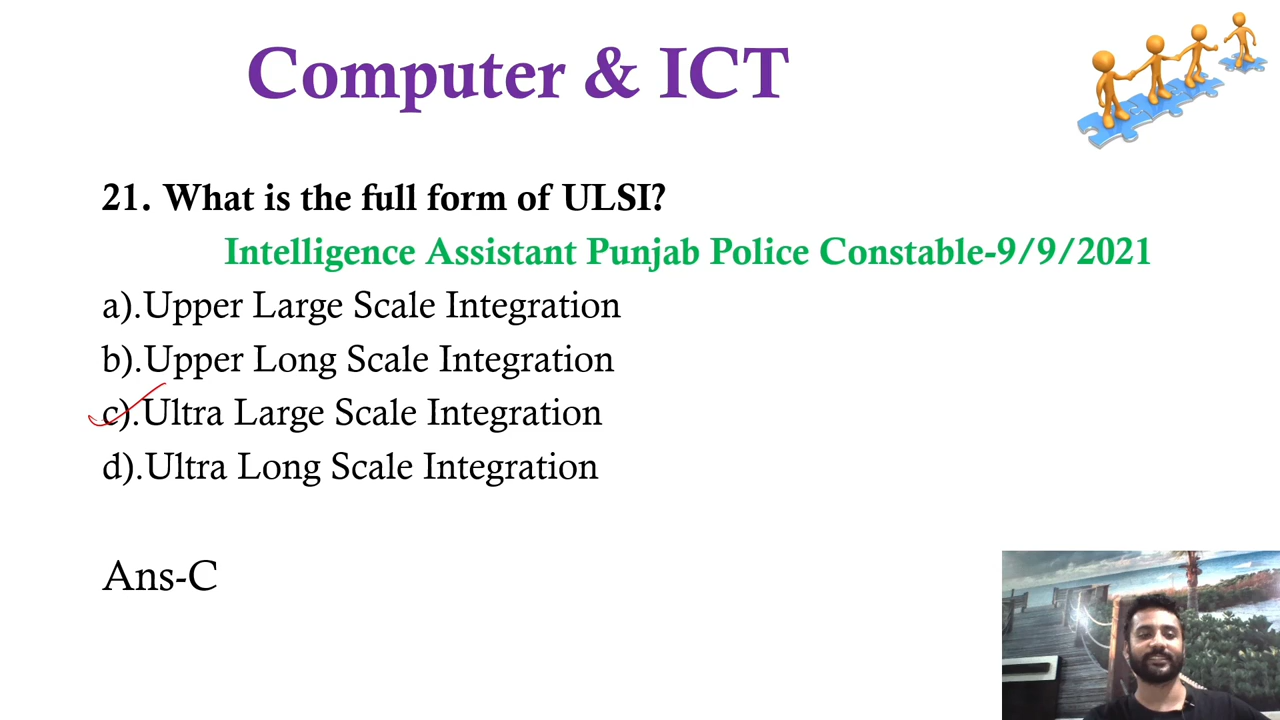 Computer & ICT
21. What is the full form of ULSI?
Intelligence Assistant Punjab Police Constable-9/9/2021
a).Upper Large Scale Integration
b).Upper Long Scale Integration
c).Ultra Large Scale Integration
d).Ultra Long Scale Integration
Ans-C